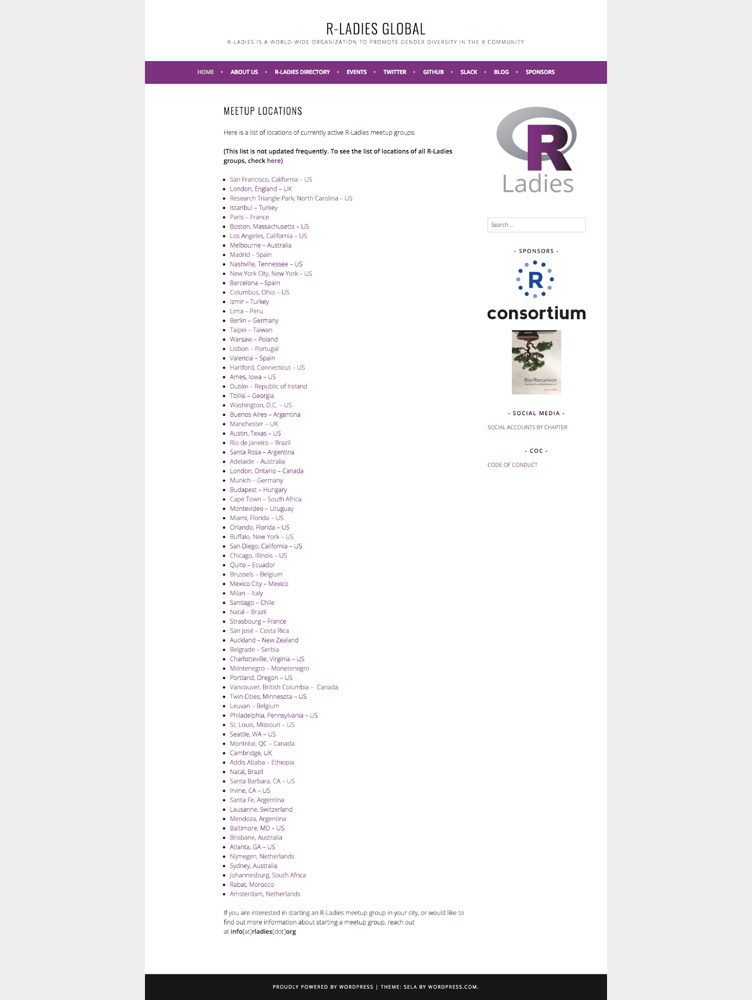 R-LADIES GLOBAL
R-LADIES IS A WORLD-WIDE ORGANIZATION TO PROMOTE GENDER DIVERSITY IN THE R COMMUNITY
HOME • ABOUT US • R-LADIES DIRECTORY • EVENTS • TWITTER • GITHUB • SLACK • BLOG • SPONSORS
MEETUP LOCATIONS
Here is a list of locations of currently active R-Ladies meetup groups:
(This list is not updated frequently. To see the list of locations of all R-Ladies
groups, check here)
San Francisco, California – US
London, England – UK
Research Triangle Park, North Carolina – US
Istanbul – Turkey
Paris – France
Boston, Massachusetts – US
Los Angeles, California – US
Melbourne – Australia
Madrid – Spain
Nashville, Tennessee – US
New York City, New York – US
Barcelona – Spain
Columbus, Ohio – US
Izmir – Turkey
Lima – Peru
Berlin – Germany
Taipei – Taiwan
Warsaw – Poland
Lisbon – Portugal
Valencia – Spain
Hartford, Connecticut – US
Ames, Iowa – US
Dublin – Republic of Ireland
Tbilisi – Georgia
Washington, D.C. – US
Buenos Aires – Argentina
Manchester – UK
Austin, Texas – US
Rio de Janeiro – Brazil
Santa Rosa – Argentina
Adelaide – Australia
London, Ontario – Canada
Munich – Germany
Budapest – Hungary
Cape Town – South Africa
Montevideo – Uruguay
Miami, Florida – US
Orlando, Florida – US
Buffalo, New York – US
San Diego, California – US
Chicago, Illinois – US
Quito – Ecuador
Brussels – Belgium
Mexico City – Mexico
Milan – Italy
Santiago – Chile
Natal – Brazil
Strasbourg – France
San José – Costa Rica
Auckland – New Zealand
Belgrade – Serbia
Charlotteville, Virginia – US
Montenegro – Monetenegro
Portland, Oregon – US
Vancouver, British Columbia –  Canada
Twin Cities, Minnesota – US
Leuvan – Belgium
Philadelphia, Pennsylvania – US
St. Louis, Missouri – US
Seattle, WA – US
Montréal, QC – Canada
Cambridge, UK
Addis Ababa – Ethiopia
Natal, Brazil
Santa Barbara, CA – US
Irvine, CA – US
Santa Fe, Argentina
Lausanne, Switzerland
Mendoza, Argentina
Baltimore, MD – US
Brisbane, Australia
Atlanta, GA – US
Nijmegen, Netherlands
Sydney, Australia
Johannesburg, South Africa
Rabat, Morocco
Amsterdam, Netherlands
If you are interested in starting an R-Ladies meetup group in your city, or would like to
find out more information about starting a meetup group, reach out
at info[at]rladies[dot]org
R
Ladies
Search ...
- SPONSORS -
R
consortium
Bio/Recursion
- SOCIAL MEDIA -
SOCIAL ACCOUNTS BY CHAPTER
- COC -
CODE OF CONDUCT
PROUDLY POWERED BY WORDPRESS | THEME: SELA BY WORDPRESS.COM.